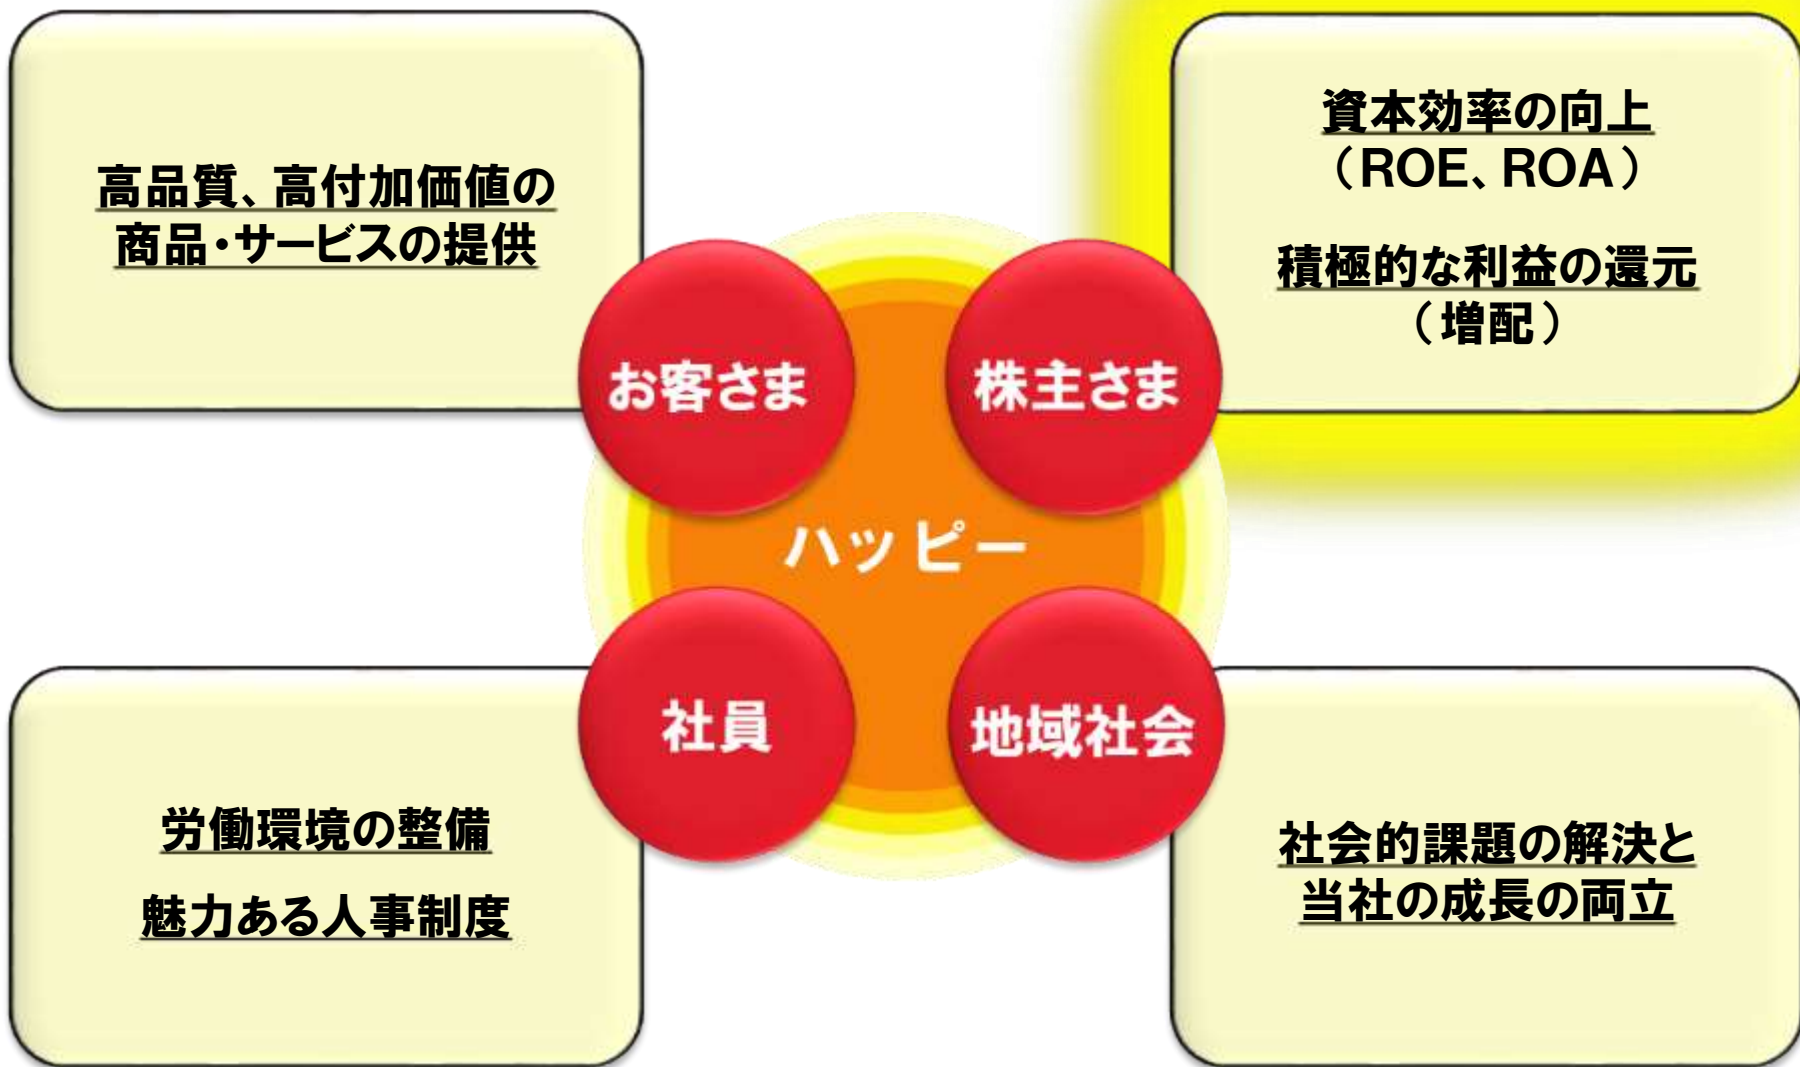 高品質、高付加価値の
商品・サービスの提供
資本効率の向上
（ROE、ROA）
積極的な利益の還元
（増配）
お客さま
株主さま
ハッピー
社員
地域社会
労働環境の整備
魅力ある人事制度
社会的課題の解決と
当社の成長の両立